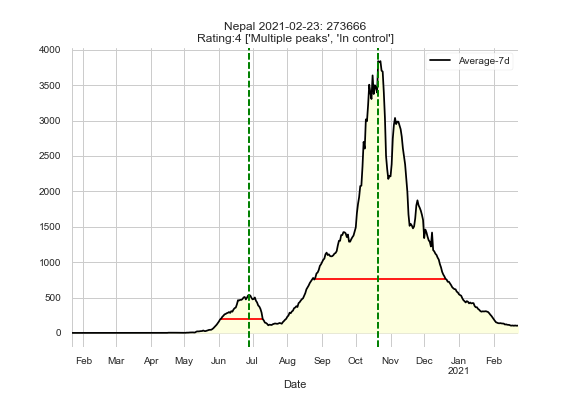 Nepal 2021-02-23: 273666
Rating:4 ['Multiple peaks', 'In control']
Average-7d
4000
3500
3000
2500
2000
1500
1000
500
0
Feb Mar Apr May Jun Jul Aug Sep Oct Nov Dec Jan Feb
2021
Date